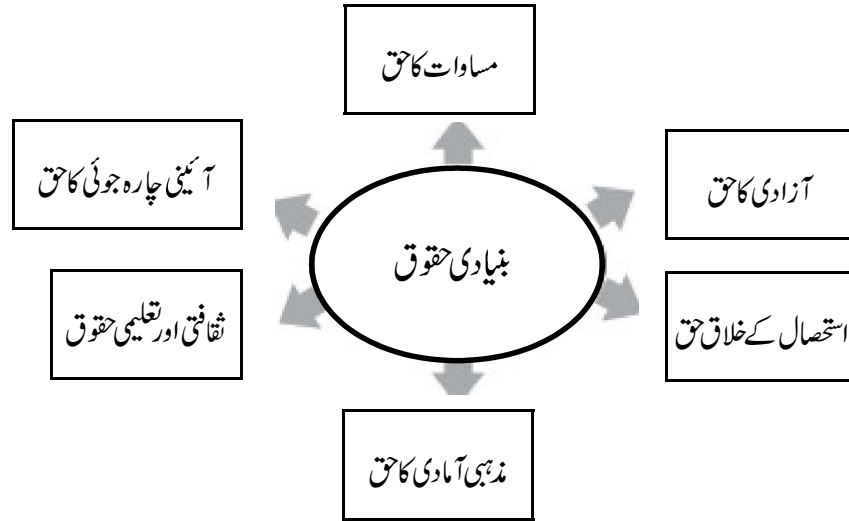 مساوات کا حق
آزادی کا حق
آئینی چارہ جوئی کا حق
بنیادی حقوق
استحصال کے خلاق حق
ثقافتی اور تعلیمی حقوق
مذہبی آمادی کا حق